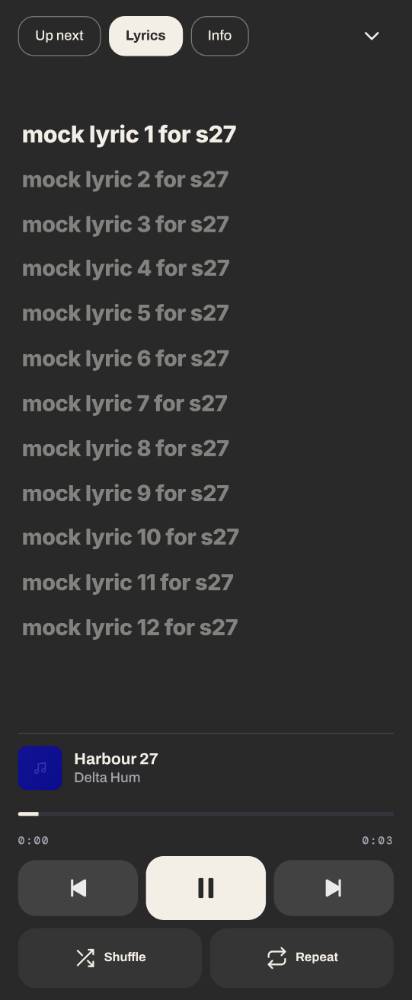 Up next
Lyrics
Info
mock lyric 1 for s27
mock lyric 2 for s27
mock lyric 3 for s27
mock lyric 4 for s27
mock lyric 5 for s27
mock lyric 6 for s27
mock lyric 7 for s27
mock lyric 8 for s27
mock lyric 9 for s27
mock lyric 10 for s27
mock lyric 11 for s27
mock lyric 12 for s27
Harbour 27
Delta Hum
0:00
0:03
Shuffle
Repeat